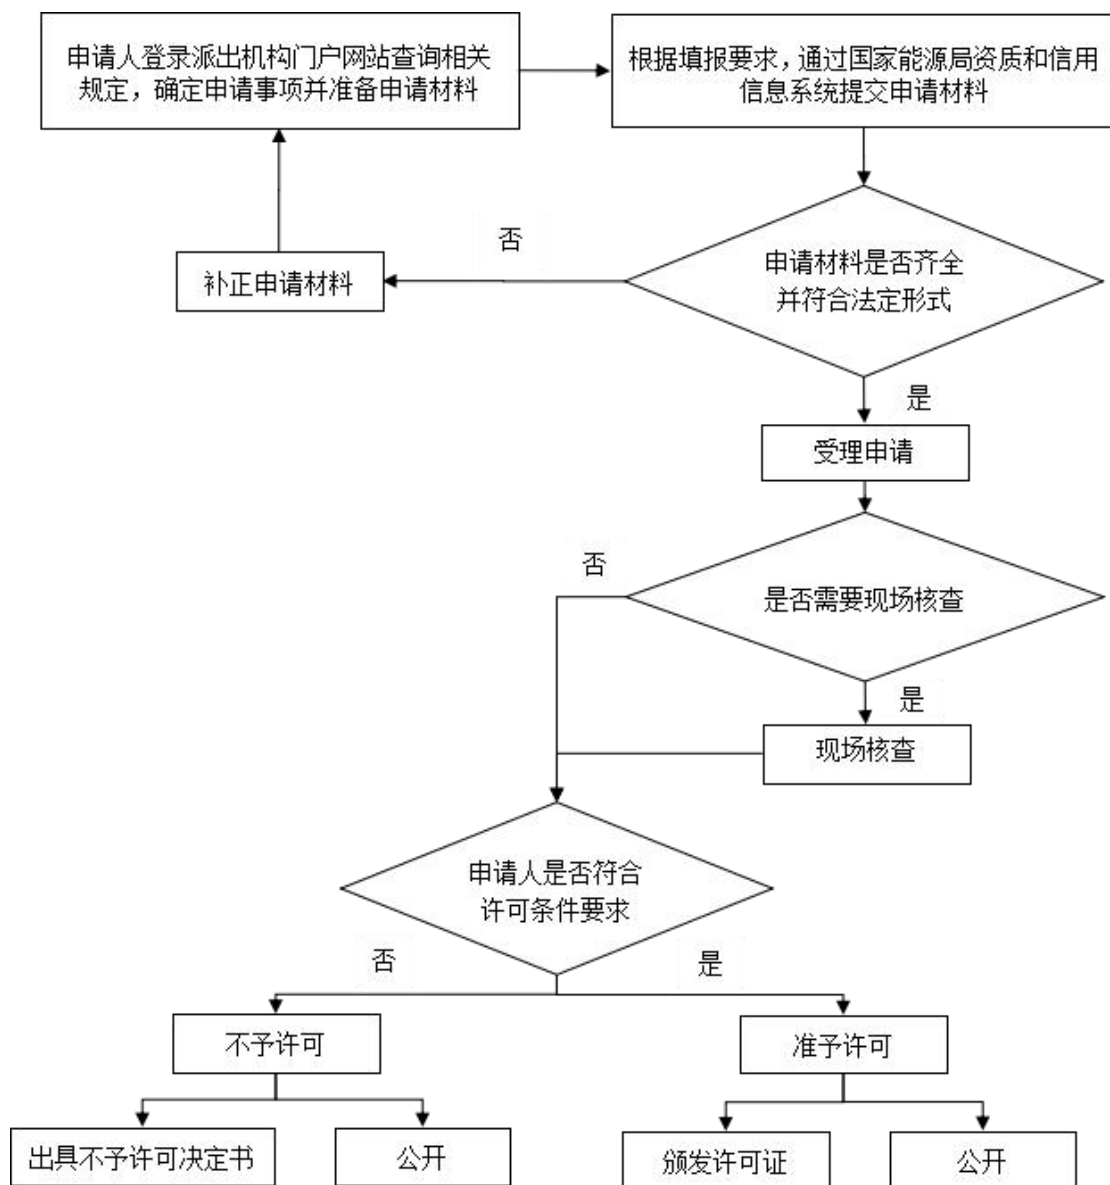 申请人登录派出机构门户网站查询相关
规定，确定申请事项并准备申请材料
根据填报要求，通过国家能源局资质和信用
信息系统提交申请材料
否
补正申请材料
申请材料是否齐全
并符合法定形式
是
受理申请
否
是否需要现场核查
是
现场核查
申请人是否符合
许可条件要求
否
是
不予许可
准予许可
出具不予许可决定书
公开
颁发许可证
公开